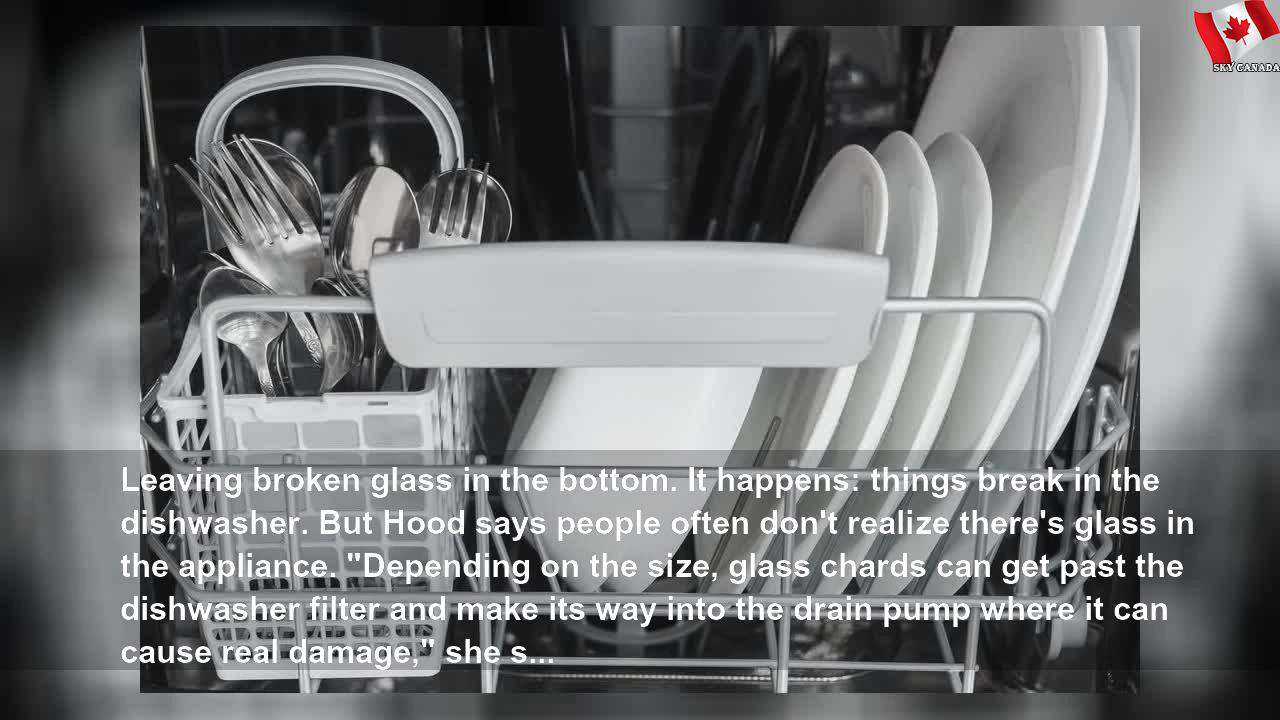 SKY CANADA
Leaving broken glass in the bottom. It happens: things break in the
dishwasher. But Hood says people often don't realize there's glass in
the appliance. "Depending on the size, glass chards can get past the
dishwasher filter and make its way into the drain pump where it can
cause real damage," she s...